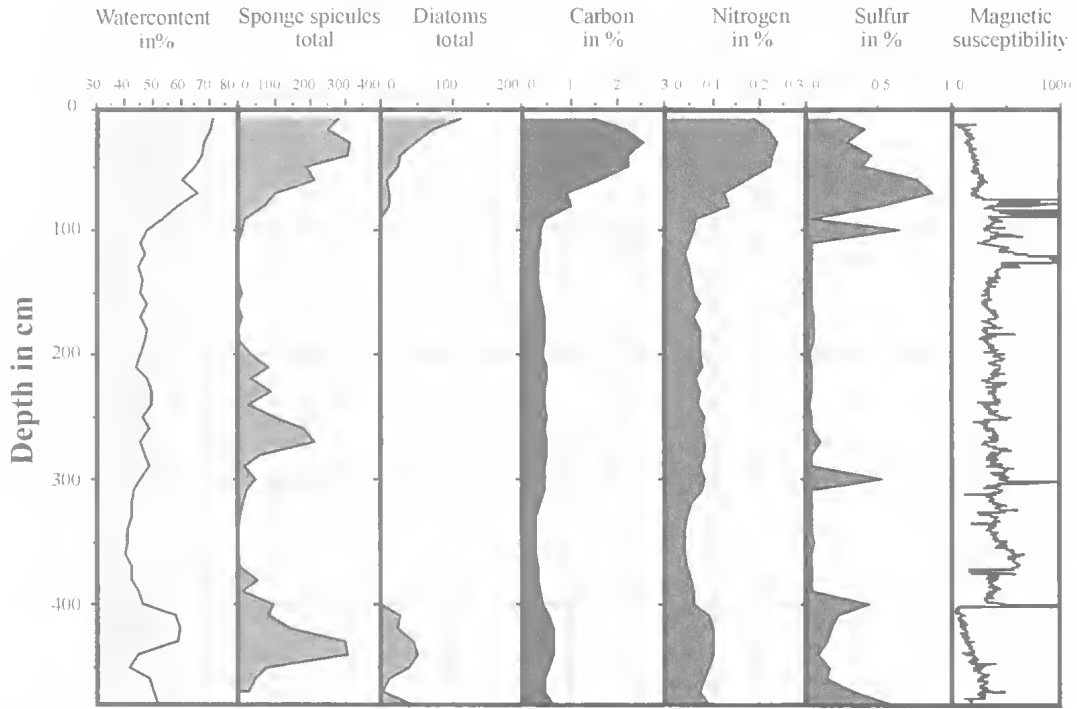 Watercontent in%
Sponge spicules total
Diatoms total
Carbon in %
Nitrogen in %
Sulfur in %
Magnetic susceptibility
30 40 50 60 70 80
0 100 200 300 400
0 100 200
0 1 2 3
0 0.1 0.2 0.3
0 0.5 1
0 1000
0
100
200
300
400
Depth in cm